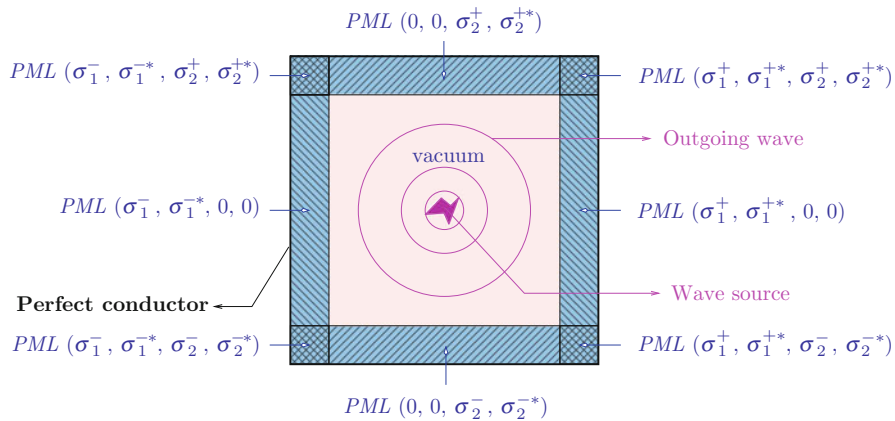 PML (0, 0, σ₂⁺, σ₂⁺*)
PML (σ₁⁻, σ₁⁻*, σ₂⁺, σ₂⁺*)
PML (σ₁⁺, σ₁⁺*, σ₂⁺, σ₂⁺*)
Outgoing wave
vacuum
PML (σ₁⁻, σ₁⁻*, 0, 0)
PML (σ₁⁺, σ₁⁺*, 0, 0)
Wave source
Perfect conductor
PML (σ₁⁻, σ₁⁻*, σ₂⁻, σ₂⁻*)
PML (σ₁⁺, σ₁⁺*, σ₂⁻, σ₂⁻*)
PML (0, 0, σ₂⁻, σ₂⁻*)